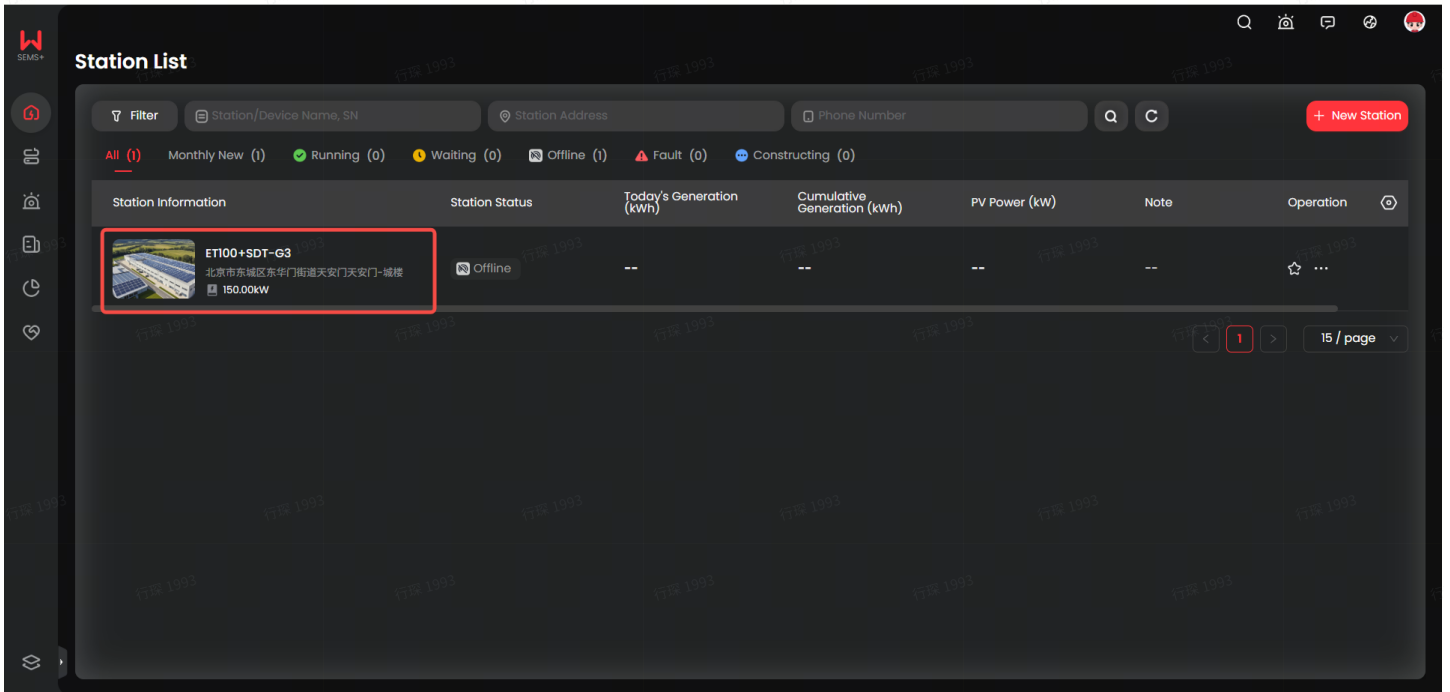 SEMS+
Station List
Filter
Station/Device Name, SN
Station Address
Phone Number
+ New Station
All (1)
Monthly New (1)
Running (0)
Waiting (0)
Offline (1)
Fault (0)
Constructing (0)
Station Information
Station Status
Today's Generation
(kWh)
Cumulative
Generation (kWh)
PV Power (kW)
Note
Operation
ET100+SDT-G3
北京市东城区东华门街道天安门天安门-城楼
150.00kW
Offline
--
--
--
--
1
15 / page
行琛 1993